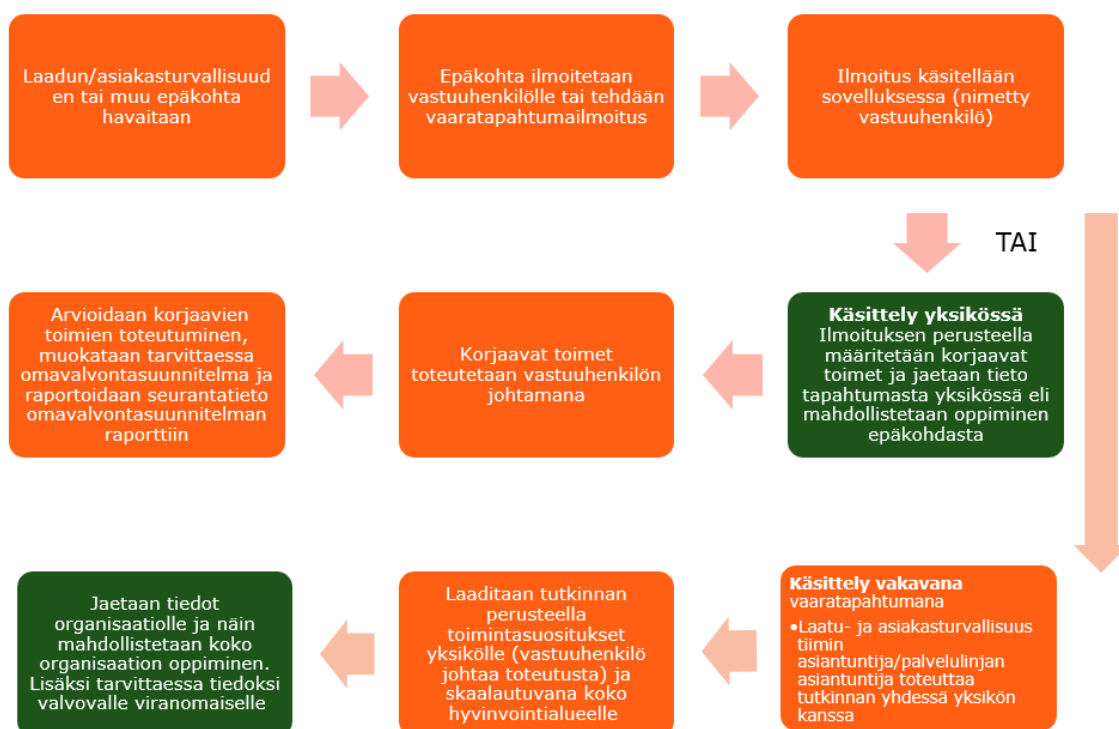 Laadun/asiakasturvallisuud
en tai muu epäkohta
havaitaan
Epäkohta ilmoitetaan
vastuuhenkilölle tai tehdään
vaaratapahtumailmoitus
Ilmoitus käsitellään
sovelluksessa (nimetty
vastuuhenkilö)
TAI
Käsittely yksikössä
Ilmoituksen perusteella
määritetään korjaavat
toimet ja jaetaan tieto
tapahtumasta yksikössä eli
mahdollistetaan oppiminen
epäkohdasta
Korjaavat toimet
toteutetaan vastuuhenkilön
johtamana
Arvioidaan korjaavien
toimien toteutuminen,
muokataan tarvittaessa
omavalvontasuunnitelma ja
raportoidaan seurantatieto
omavalvontasuunnitelman
raporttiin
Käsittely vakavana
vaaratapahtumana
•Laatu- ja asiakasturvallisuus
tiimin
asiantuntija/palvelulinjan
asiantuntija toteuttaa
tutkinnan yhdessä yksikön
kanssa
Laaditaan tutkinnan
perusteella
toimintasuositukset
yksikölle (vastuuhenkilö
johtaa toteutusta) ja
skaalautuvana koko
hyvinvointialueelle
Jaetaan tiedot
organisaatiolle ja näin
mahdollistetaan koko
organisaation oppiminen.
Lisäksi tarvittaessa tiedoksi
valvovalle viranomaiselle